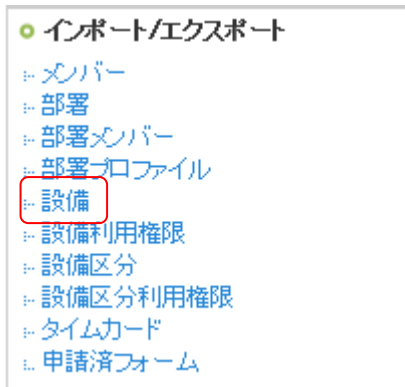 インポート/エクスポート
メンバー
部署
部署メンバー
部署プロファイル
設備
設備利用権限
設備区分
設備区分利用権限
タイムカード
申請済フォーム